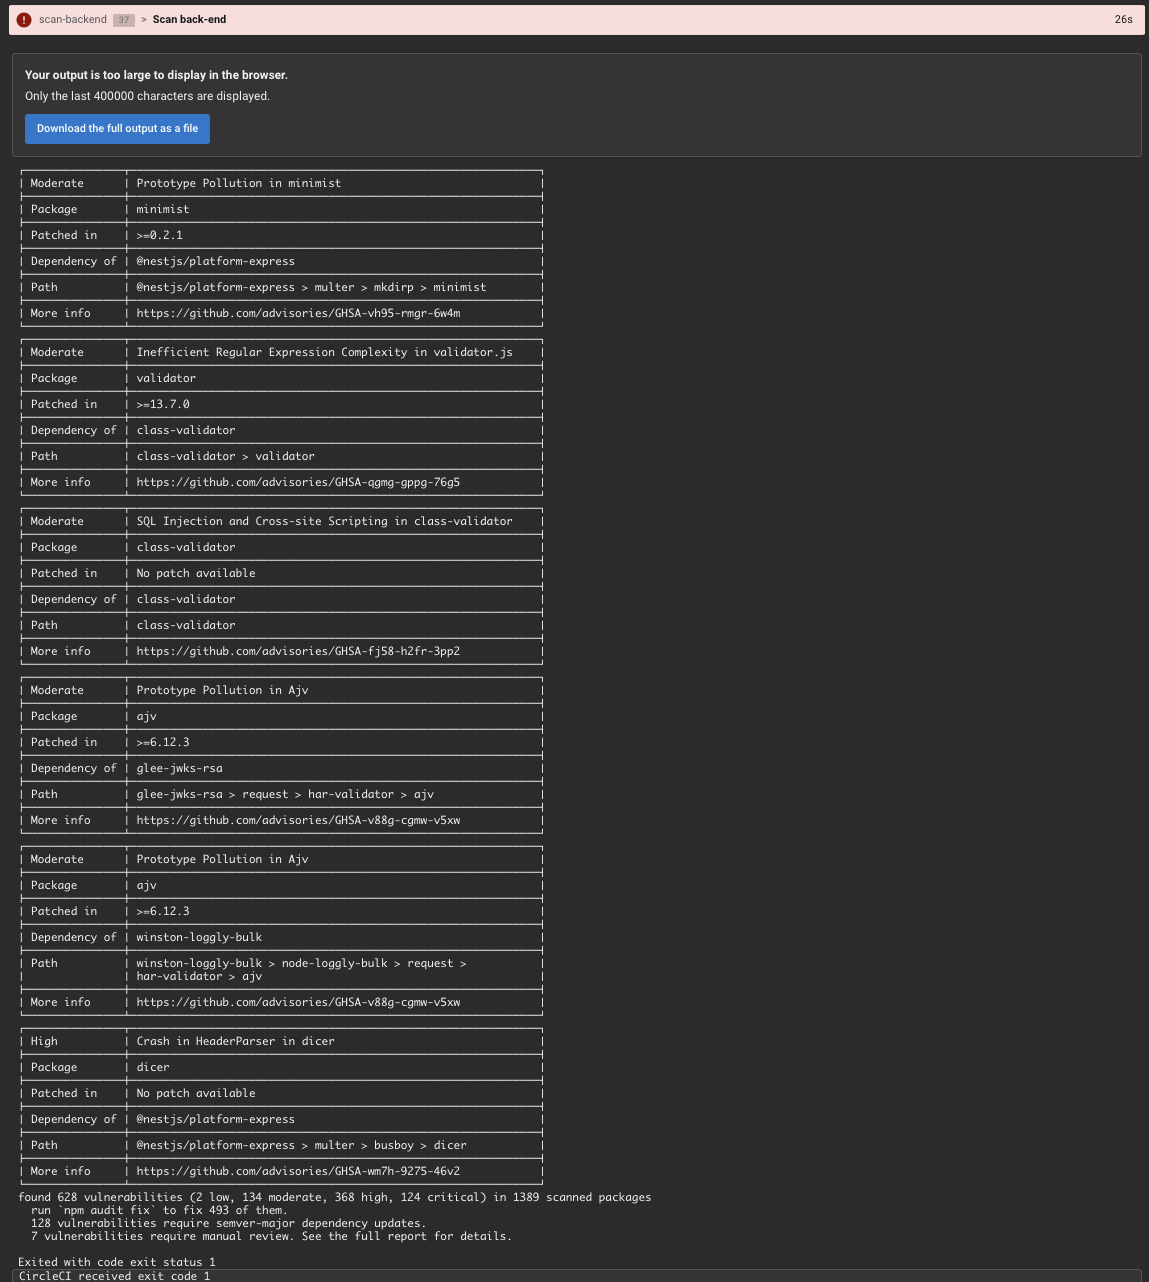 scan-backend 37 > Scan back-end 26s
Your output is too large to display in the browser.
Only the last 400000 characters are displayed.
Download the full output as a file
| Moderate | Prototype Pollution in minimist |
| Package | minimist |
| Patched in | >=0.2.1 |
| Dependency of | @nestjs/platform-express |
| Path | @nestjs/platform-express > multer > mkdirp > minimist |
| More info | https://github.com/advisories/GHSA-vh95-rmgr-6w4m |
| Moderate | Inefficient Regular Expression Complexity in validator.js |
| Package | validator |
| Patched in | >=13.7.0 |
| Dependency of | class-validator |
| Path | class-validator > validator |
| More info | https://github.com/advisories/GHSA-qgmg-gppg-76g5 |
| Moderate | SQL Injection and Cross-site Scripting in class-validator |
| Package | class-validator |
| Patched in | No patch available |
| Dependency of | class-validator |
| Path | class-validator |
| More info | https://github.com/advisories/GHSA-fj58-h2fr-3pp2 |
| Moderate | Prototype Pollution in Ajv |
| Package | ajv |
| Patched in | >=6.12.3 |
| Dependency of | glee-jwks-rsa |
| Path | glee-jwks-rsa > request > har-validator > ajv |
| More info | https://github.com/advisories/GHSA-v88g-cgmw-v5xw |
| Moderate | Prototype Pollution in Ajv |
| Package | ajv |
| Patched in | >=6.12.3 |
| Dependency of | winston-loggly-bulk |
| Path | winston-loggly-bulk > node-loggly-bulk > request > |
| | har-validator > ajv |
| More info | https://github.com/advisories/GHSA-v88g-cgmw-v5xw |
| High | Crash in HeaderParser in dicer |
| Package | dicer |
| Patched in | No patch available |
| Dependency of | @nestjs/platform-express |
| Path | @nestjs/platform-express > multer > busboy > dicer |
| More info | https://github.com/advisories/GHSA-wm7h-9275-46v2 |
found 628 vulnerabilities (2 low, 134 moderate, 368 high, 124 critical) in 1389 scanned packages
run `npm audit fix` to fix 493 of them.
128 vulnerabilities require semver-major dependency updates.
7 vulnerabilities require manual review. See the full report for details.
Exited with code exit status 1
CircleCI received exit code 1